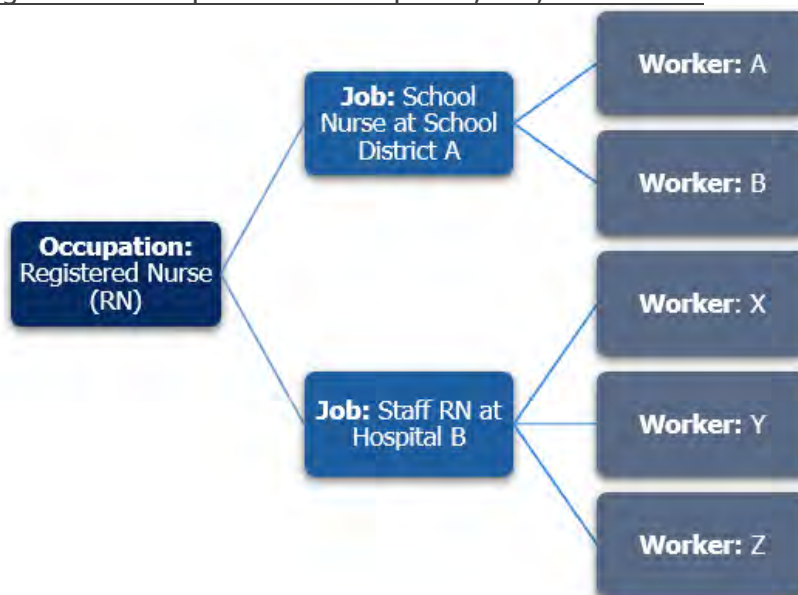 Job: School
Nurse at School
District A
Worker: A
Worker: B
Occupation:
Registered Nurse
(RN)
Job: Staff RN at
Hospital B
Worker: X
Worker: Y
Worker: Z